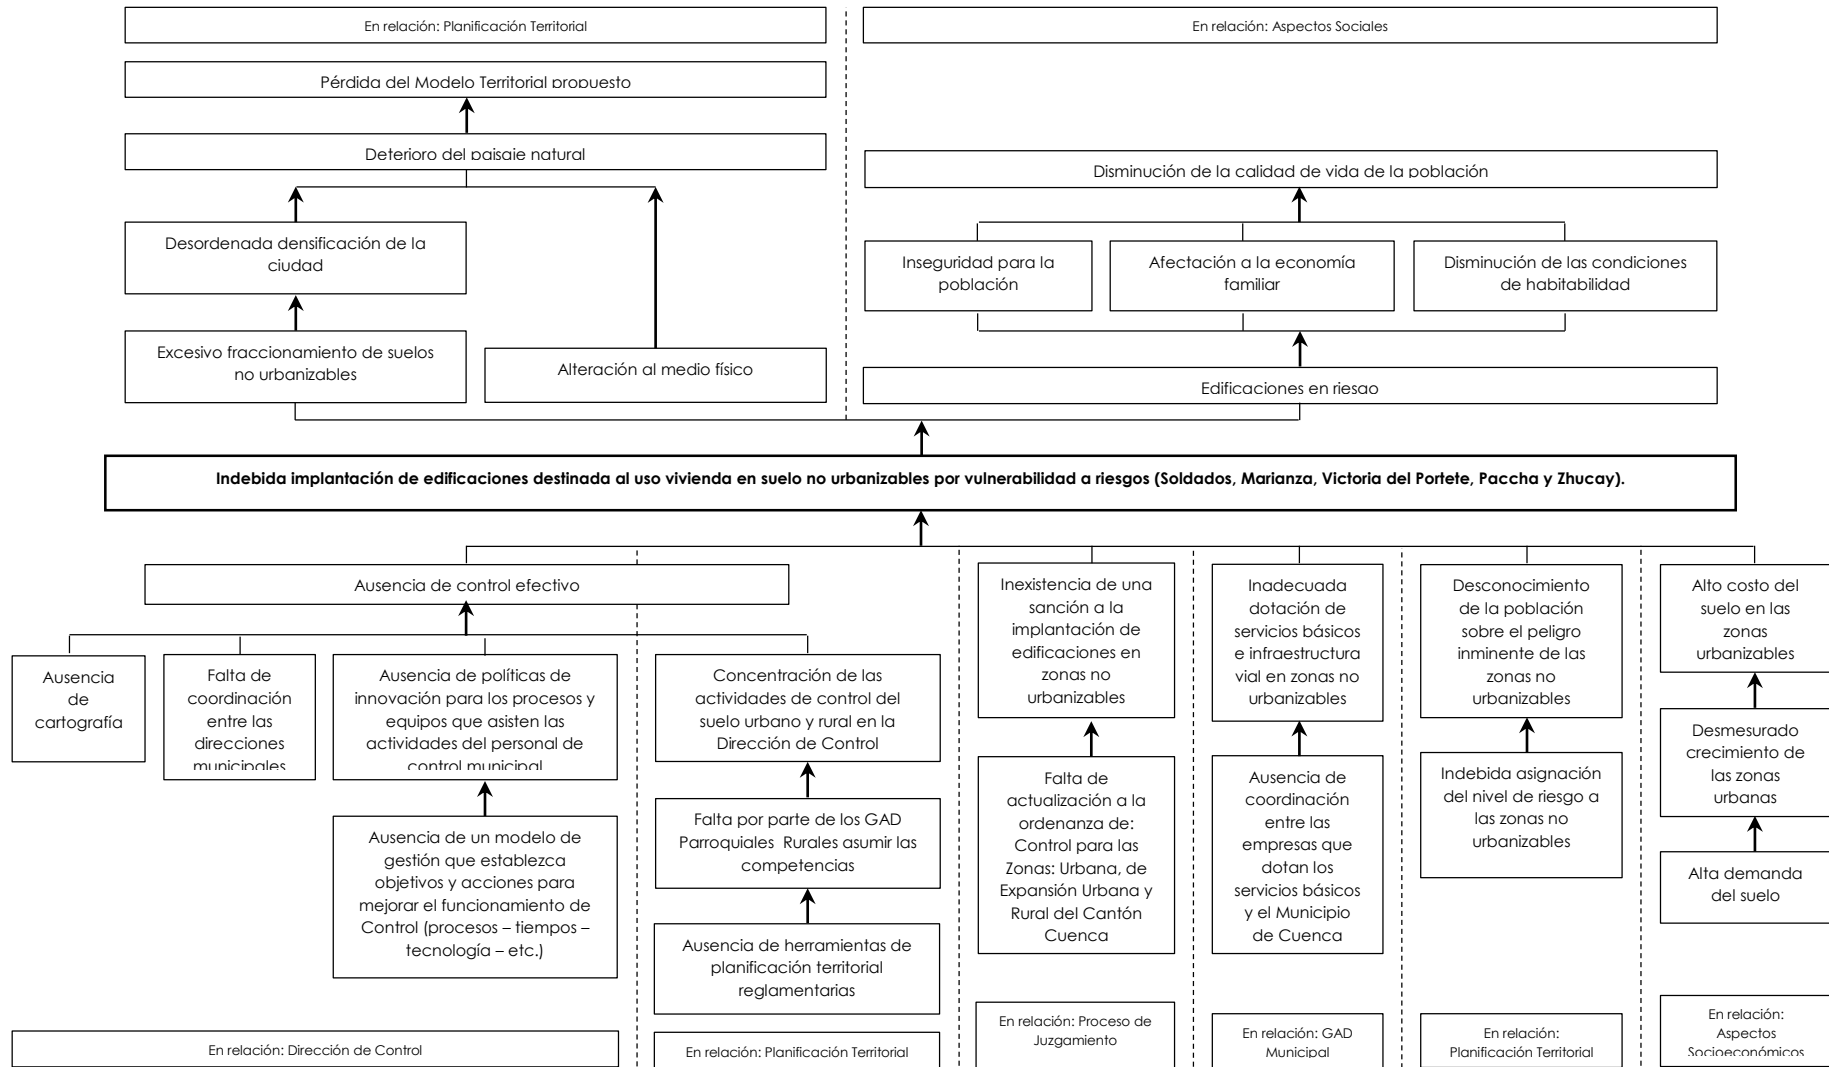 En relación: Planificación Territorial
En relación: Aspectos Sociales
Pérdida del Modelo Territorial propuesto
Deterioro del paisaje natural
Disminución de la calidad de vida de la población
Desordenada densificación de la
ciudad
Inseguridad para la
población
Afectación a la economía
familiar
Disminución de las condiciones
de habitabilidad
Excesivo fraccionamiento de suelos
no urbanizables
Alteración al medio físico
Edificaciones en riesgo
Indebida implantación de edificaciones destinada al uso vivienda en suelo no urbanizables por vulnerabilidad a riesgos (Soldados, Marianza, Victoria del Portete, Paccha y Zhucay).
Ausencia de control efectivo
Ausencia
de
cartografía
Falta de
coordinación
entre las
direcciones
municipales
Ausencia de políticas de
innovación para los procesos y
equipos que asisten las
actividades del personal de
control municipal
Ausencia de un modelo de
gestión que establezca
objetivos y acciones para
mejorar el funcionamiento de
Control (procesos – tiempos –
tecnología – etc.)
Concentración de las
actividades de control del
suelo urbano y rural en la
Dirección de Control
Falta por parte de los GAD
Parroquiales Rurales asumir las
competencias
Ausencia de herramientas de
planificación territorial
reglamentarias
Inexistencia de una
sanción a la
implantación de
edificaciones en
zonas no
urbanizables
Falta de
actualización a la
ordenanza de:
Control para las
Zonas: Urbana, de
Expansión Urbana y
Rural del Cantón
Cuenca
Inadecuada
dotación de
servicios básicos
e infraestructura
vial en zonas no
urbanizables
Ausencia de
coordinación
entre las
empresas que
dotan los
servicios básicos
y el Municipio
de Cuenca
Desconocimiento
de la población
sobre el peligro
inminente de las
zonas no
urbanizables
Indebida asignación
del nivel de riesgo a
las zonas no
urbanizables
Alto costo del
suelo en las
zonas
urbanizables
Desmesurado
crecimiento de
las zonas
urbanas
Alta demanda
del suelo
En relación: Dirección de Control
En relación: Planificación Territorial
En relación: Proceso de
Juzgamiento
En relación: GAD
Municipal
En relación:
Planificación Territorial
En relación:
Aspectos
Socioeconómicos